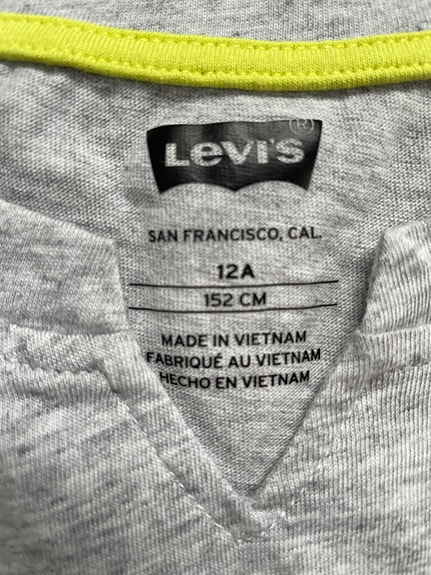 Levi's®
SAN FRANCISCO, CAL.
12A
152 CM
MADE IN VIETNAM
FABRIQUÉ AU VIETNAM
HECHO EN VIETNAM